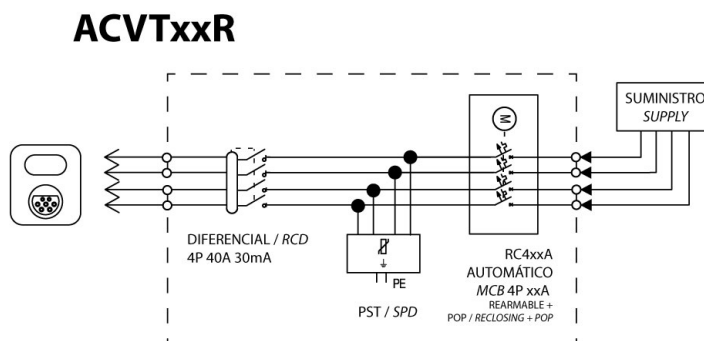 ACVTxxR
SUMINISTRO
SUPPLY
M
DIFERENCIAL / RCD
4P 40A 30mA
PE
PST / SPD
RC4xxA
AUTOMÁTICO
MCB 4P xxA
REARMABLE +
POP / RECLOSING + POP